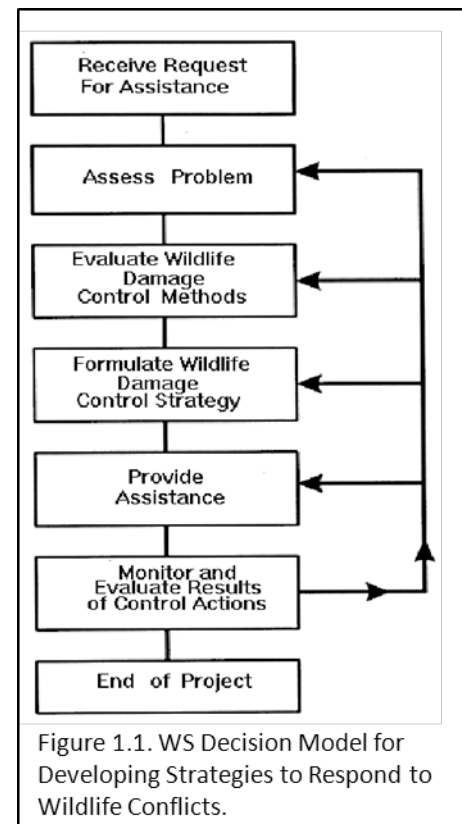 Receive Request
For Assistance
Assess Problem
Evaluate Wildlife
Damage
Control Methods
Formulate Wildlife
Damage
Control Strategy
Provide
Assistance
Monitor and
Evaluate Results
of Control Actions
End of Project
Figure 1.1. WS Decision Model for
Developing Strategies to Respond to
Wildlife Conflicts.